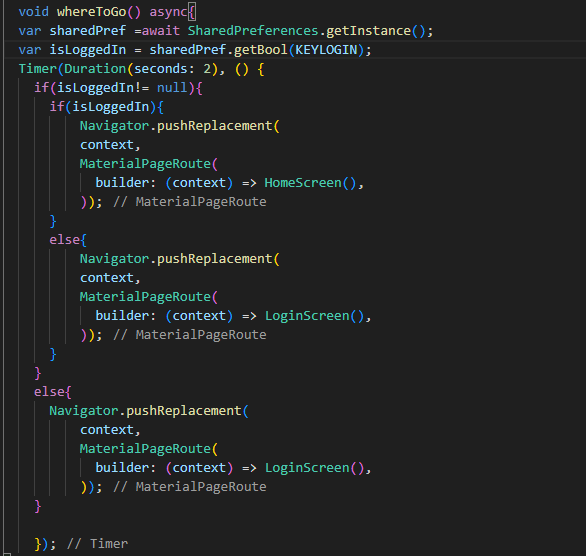 void whereToGo() async{
var sharedPref =await SharedPreferences.getInstance();
var isLoggedIn = sharedPref.getBool(KEYLOGIN);
Timer(Duration(seconds: 2), () {
  if(isLoggedIn!= null){
    if(isLoggedIn){
        Navigator.pushReplacement(
        context,
        MaterialPageRoute(
          builder: (context) => HomeScreen(),
        )); // MaterialPageRoute
    }
    else{
        Navigator.pushReplacement(
        context,
        MaterialPageRoute(
          builder: (context) => LoginScreen(),
        )); // MaterialPageRoute
    }
  }
  else{
    Navigator.pushReplacement(
        context,
        MaterialPageRoute(
          builder: (context) => LoginScreen(),
        )); // MaterialPageRoute
  }

  }); // Timer